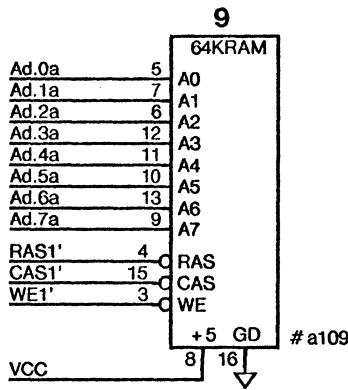 9
64KRAM
Ad.0a 5 A0
Ad.1a 7 A1
Ad.2a 6 A2
Ad.3a 12 A3
Ad.4a 11 A4
Ad.5a 10 A5
Ad.6a 13 A6
Ad.7a 9 A7
RAS1' 4 RAS
CAS1' 15 CAS
WE1' 3 WE
+5 GD #a109
8 16
VCC